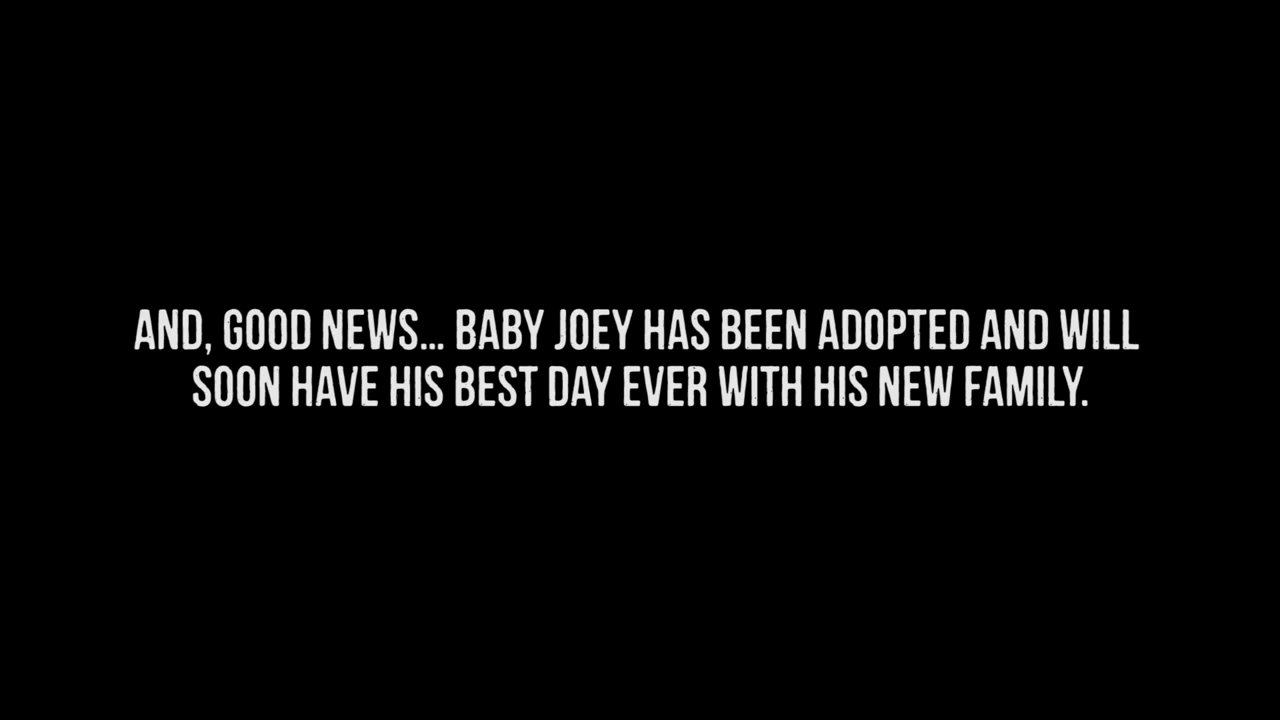 AND, GOOD NEWS... BABY JOEY HAS BEEN ADOPTED AND WILL
SOON HAVE HIS BEST DAY EVER WITH HIS NEW FAMILY.